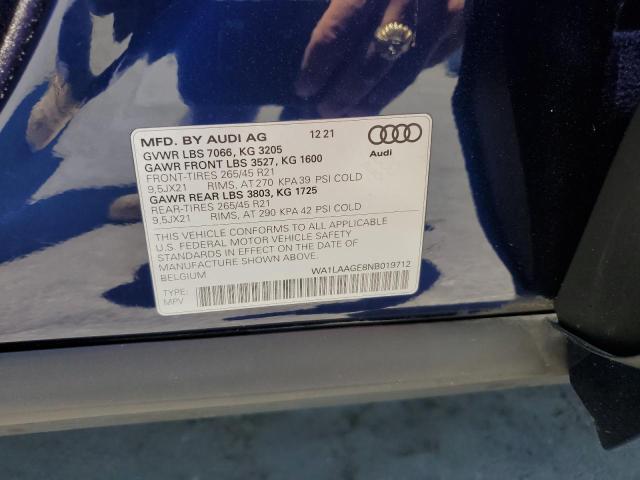 MFD. BY AUDI AG 12 21
GVWR LBS 7066, KG 3205
GAWR FRONT LBS 3527, KG 1600
FRONT-TIRES 265/45 R21
9,5JX21 RIMS, AT 270 KPA 39 PSI COLD
GAWR REAR LBS 3803, KG 1725
REAR-TIRES 265/45 R21
9,5JX21 RIMS, AT 290 KPA 42 PSI COLD
Audi
THIS VEHICLE CONFORMS TO ALL APPLICABLE
U.S. FEDERAL MOTOR VEHICLE SAFETY
STANDARDS IN EFFECT ON THE DATE OF
MANUFACTURE SHOWN ABOVE.
BELGIUM WA1LAAGE8NB019712
TYPE:
MPV